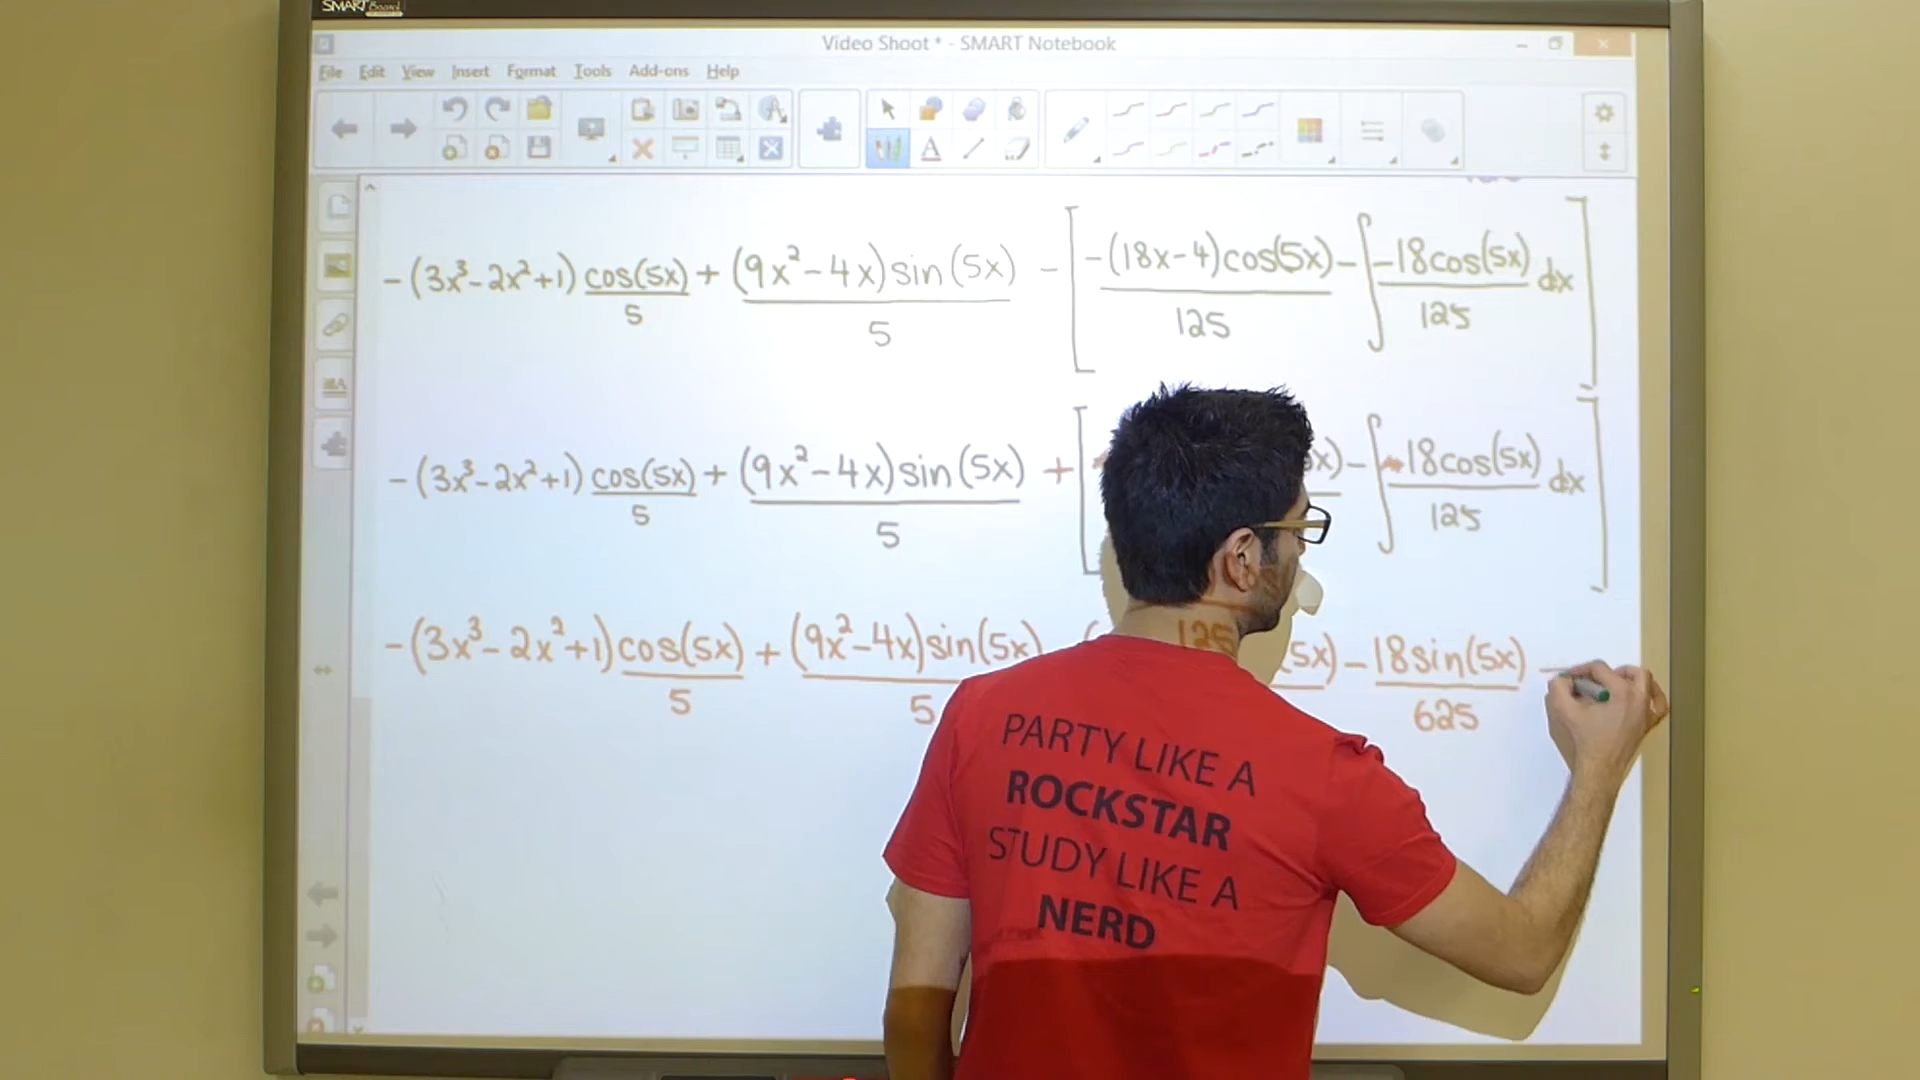 SMART Board
Video Shoot * - SMART Notebook
File Edit View Insert Format Tools Add-ons Help
-(3x³-2x²+1) cos(5x)/5 + (9x²-4x)sin(5x)/5 - [-(18x-4)cos(5x)/125 - ∫ -18cos(5x)/125 dx]
-(3x³-2x²+1) cos(5x)/5 + (9x²-4x)sin(5x)/5 + [ x) - ∫ 18cos(5x)/125 dx]
-(3x³-2x²+1) cos(5x)/5 + (9x²-4x)sin(5x)/5 125 (5x) - 18sin(5x)/625 -
PARTY LIKE A
ROCKSTAR
STUDY LIKE A
NERD